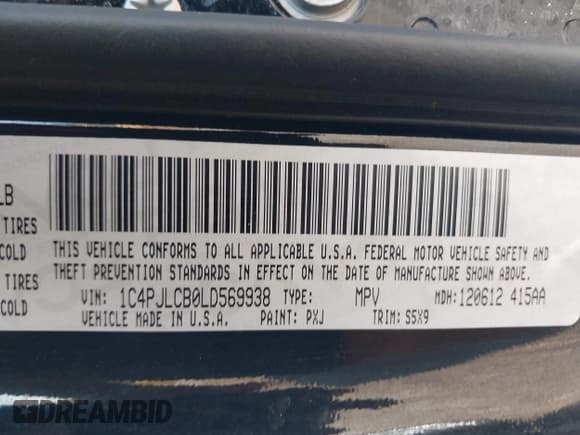 LB
TIRES
COLD
TIRES
COLD
THIS VEHICLE CONFORMS TO ALL APPLICABLE U.S.A. FEDERAL MOTOR VEHICLE SAFETY AND
THEFT PREVENTION STANDARDS IN EFFECT ON THE DATE OF MANUFACTURE SHOWN ABOVE.
VIN: 1C4PJLCB0LD569938 TYPE: MPV MDH: 120612 415AA
VEHICLE MADE IN U.S.A. PAINT: PXJ TRIM: S5X9
DREAMBID